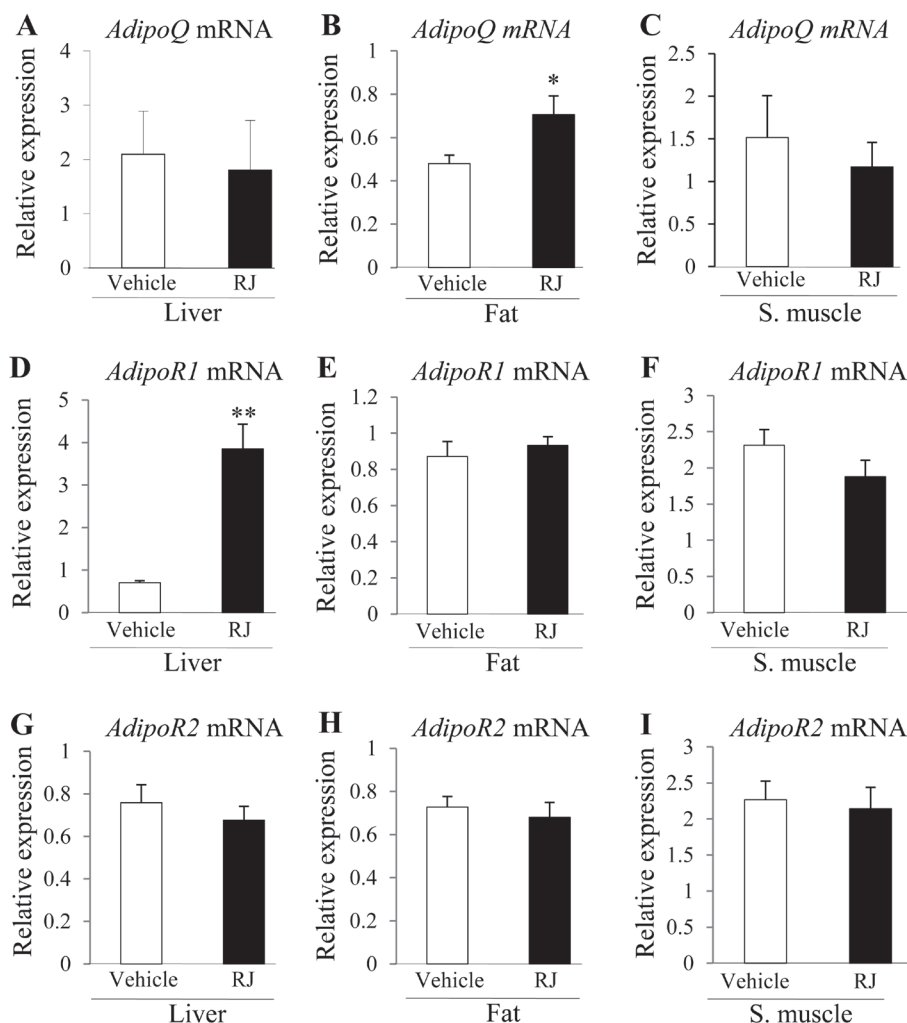 A AdipoQ mRNA
Relative expression
4
3
2
1
0
Vehicle RJ
Liver
B AdipoQ mRNA
Relative expression
1
0.8
0.6
0.4
0.2
0
*
Vehicle RJ
Fat
C AdipoQ mRNA
Relative expression
2.5
2
1.5
1
0.5
0
Vehicle RJ
S. muscle
D AdipoR1 mRNA
Relative expression
5
4
3
2
1
0
**
Vehicle RJ
Liver
E AdipoR1 mRNA
Relative expression
1.2
1
0.8
0.6
0.4
0.2
0
Vehicle RJ
Fat
F AdipoR1 mRNA
Relative expression
3
2.5
2
1.5
1
0.5
0
Vehicle RJ
S. muscle
G AdipoR2 mRNA
Relative expression
1
0.8
0.6
0.4
0.2
0
Vehicle RJ
Liver
H AdipoR2 mRNA
Relative expression
1
0.8
0.6
0.4
0.2
0
Vehicle RJ
Fat
I AdipoR2 mRNA
Relative expression
3
2.5
2
1.5
1
0.5
0
Vehicle RJ
S. muscle